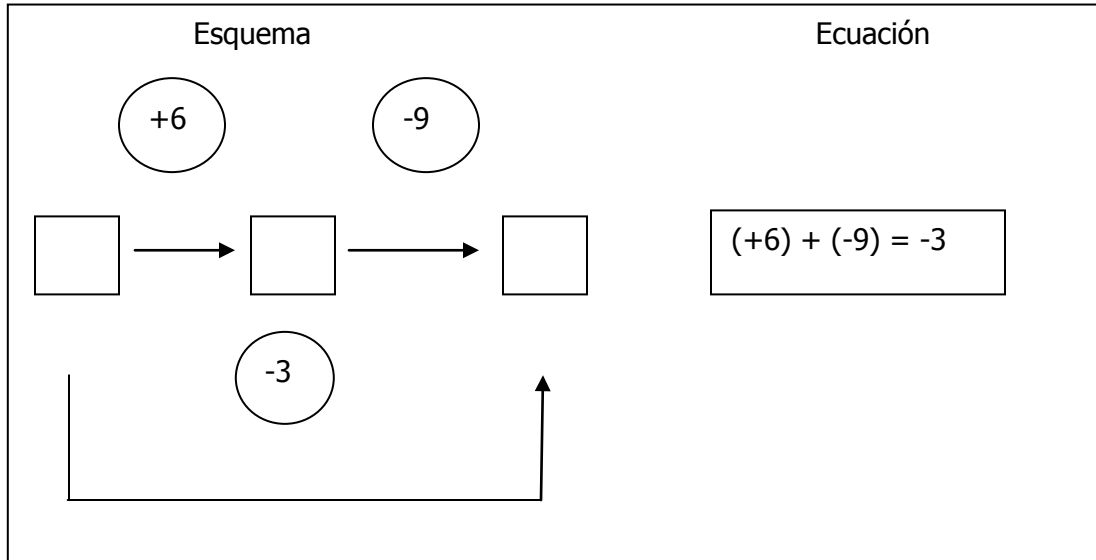 Esquema
Ecuación
+6
-9
(+6) + (-9) = -3
-3